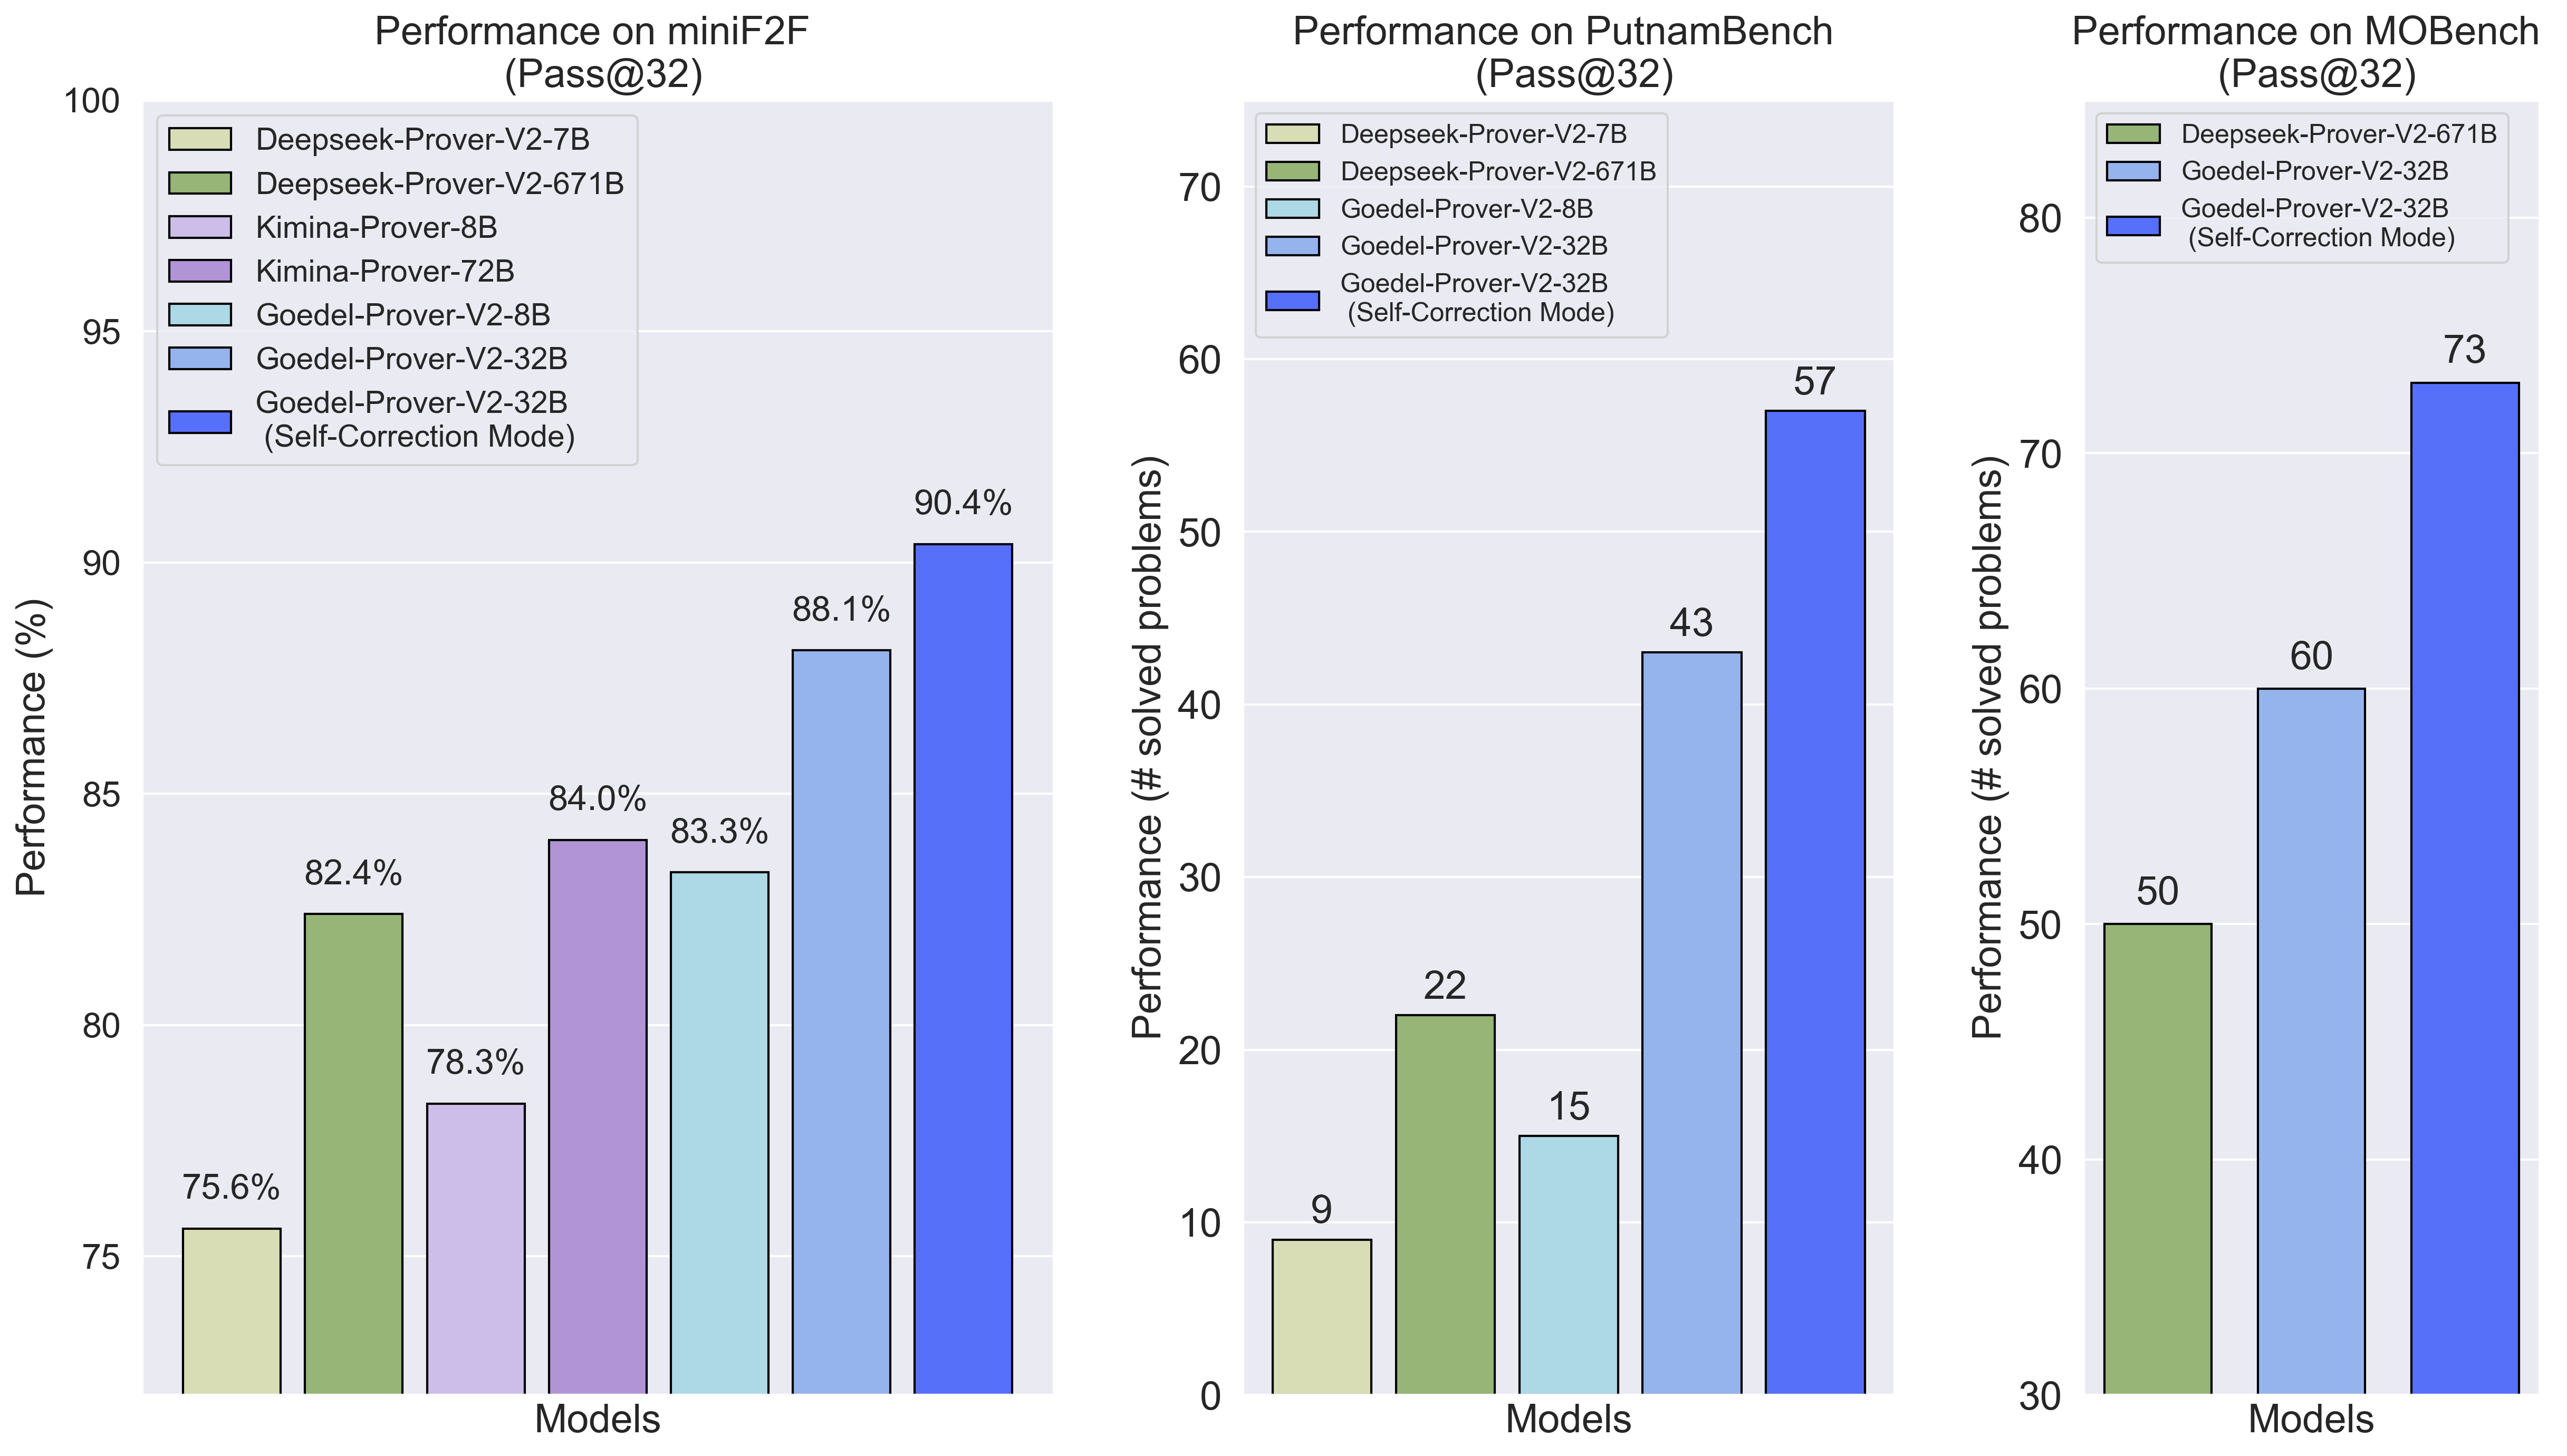 Performance on miniF2F
(Pass@32)
100
95
90
85
80
75
Performance (%)
Deepseek-Prover-V2-7B
Deepseek-Prover-V2-671B
Kimina-Prover-8B
Kimina-Prover-72B
Goedel-Prover-V2-8B
Goedel-Prover-V2-32B
Goedel-Prover-V2-32B
(Self-Correction Mode)
75.6%
82.4%
78.3%
84.0%
83.3%
88.1%
90.4%
Models
Performance on PutnamBench
(Pass@32)
70
60
50
40
30
20
10
0
Performance (# solved problems)
Deepseek-Prover-V2-7B
Deepseek-Prover-V2-671B
Goedel-Prover-V2-8B
Goedel-Prover-V2-32B
Goedel-Prover-V2-32B
(Self-Correction Mode)
9
22
15
43
57
Models
Performance on MOBench
(Pass@32)
80
70
60
50
40
30
Performance (# solved problems)
Deepseek-Prover-V2-671B
Goedel-Prover-V2-32B
Goedel-Prover-V2-32B
(Self-Correction Mode)
50
60
73
Models